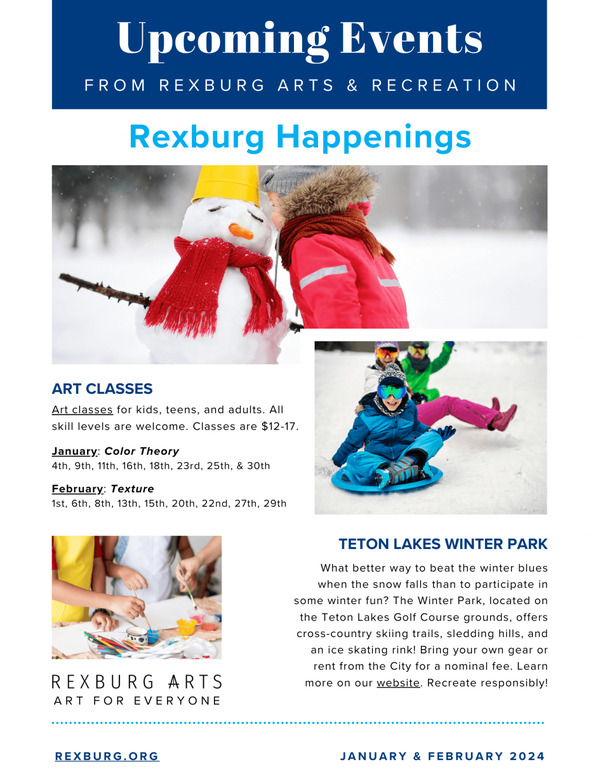 Upcoming Events
FROM REXBURG ARTS & RECREATION
Rexburg Happenings
ART CLASSES
Art classes for kids, teens, and adults. All
skill levels are welcome. Classes are $12-17.
January: Color Theory
4th, 9th, 11th, 16th, 18th, 23rd, 25th, & 30th
February: Texture
1st, 6th, 8th, 13th, 15th, 20th, 22nd, 27th, 29th
REXBURG ARTS
ART FOR EVERYONE
TETON LAKES WINTER PARK
What better way to beat the winter blues
when the snow falls than to participate in
some winter fun? The Winter Park, located on
the Teton Lakes Golf Course grounds, offers
cross-country skiing trails, sledding hills, and
an ice skating rink! Bring your own gear or
rent from the City for a nominal fee. Learn
more on our website. Recreate responsibly!
REXBURG.ORG
JANUARY & FEBRUARY 2024